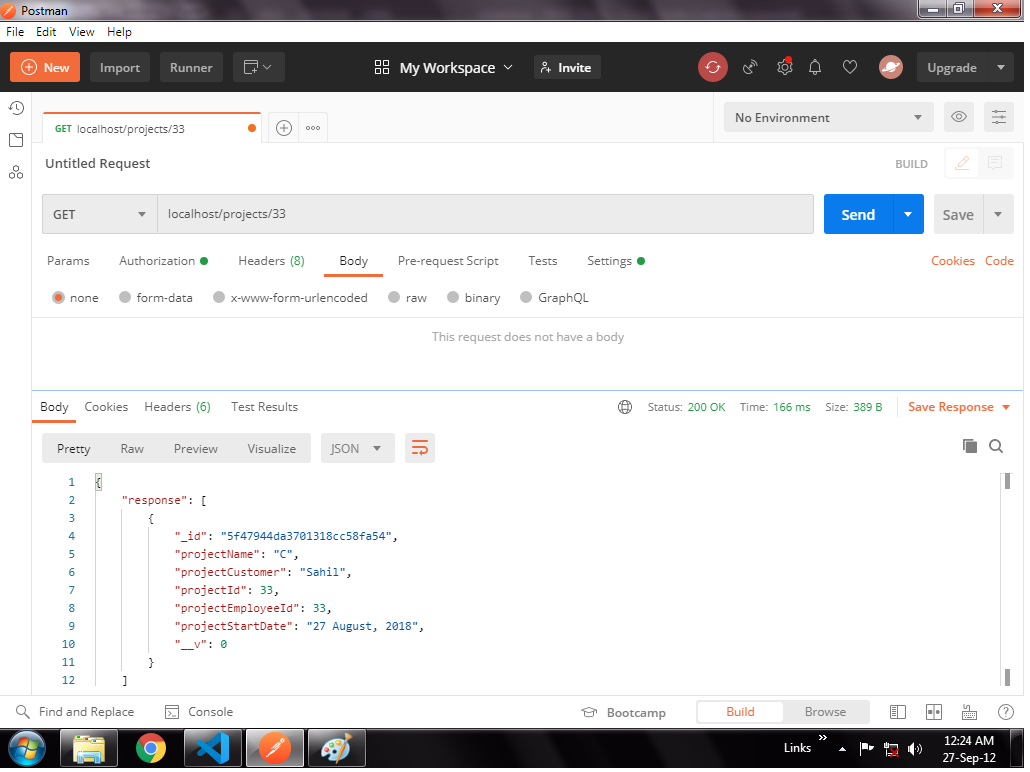 Postman
File Edit View Help
New Import Runner My Workspace Invite Upgrade
GET localhost/projects/33 No Environment
Untitled Request BUILD
GET localhost/projects/33 Send Save
Params Authorization Headers (8) Body Pre-request Script Tests Settings Cookies Code
none form-data x-www-form-urlencoded raw binary GraphQL
This request does not have a body
Body Cookies Headers (6) Test Results Status: 200 OK Time: 166 ms Size: 389 B Save Response
Pretty Raw Preview Visualize JSON
1 {
2 "response": [
3 {
4 "_id": "5f47944da3701318cc58fa54",
5 "projectName": "C",
6 "projectCustomer": "Sahil",
7 "projectId": 33,
8 "projectEmployeeId": 33,
9 "projectStartDate": "27 August, 2018",
10 "__v": 0
11 }
12 ]
Find and Replace Console Bootcamp Build Browse
Links 12:24 AM
27-Sep-12